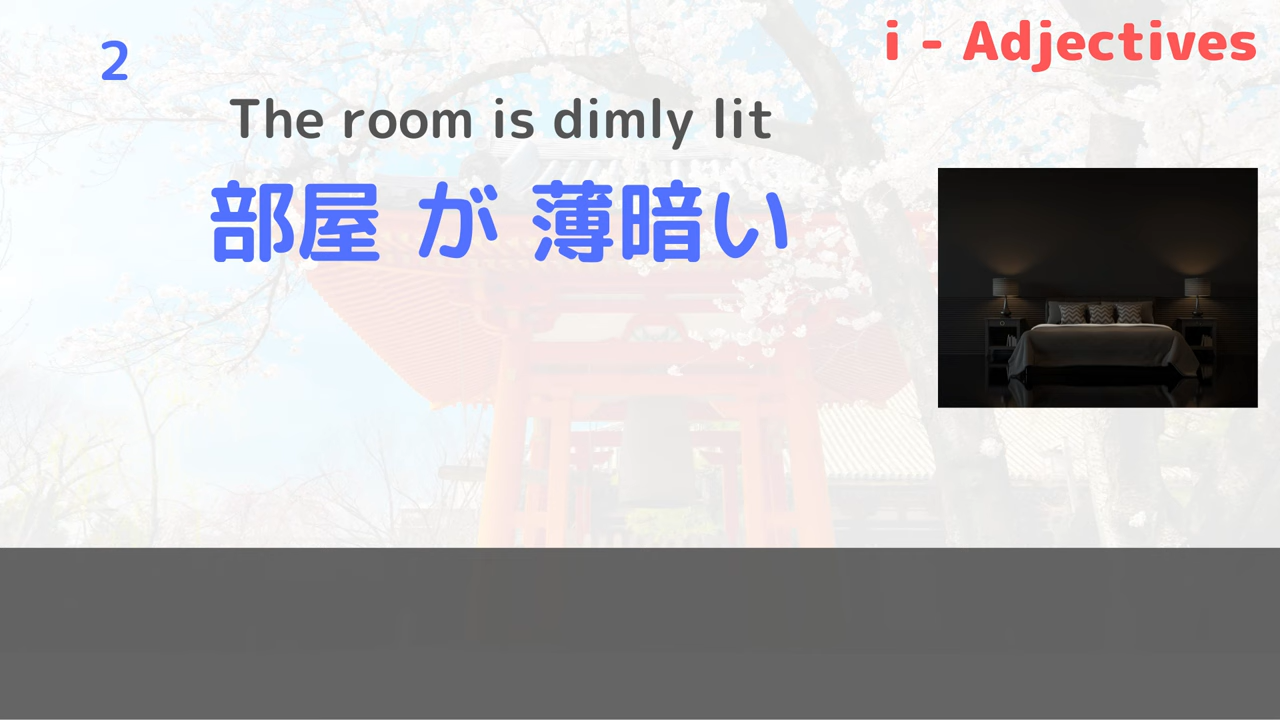 i - Adjectives
2
The room is dimly lit
部屋 が 薄暗い